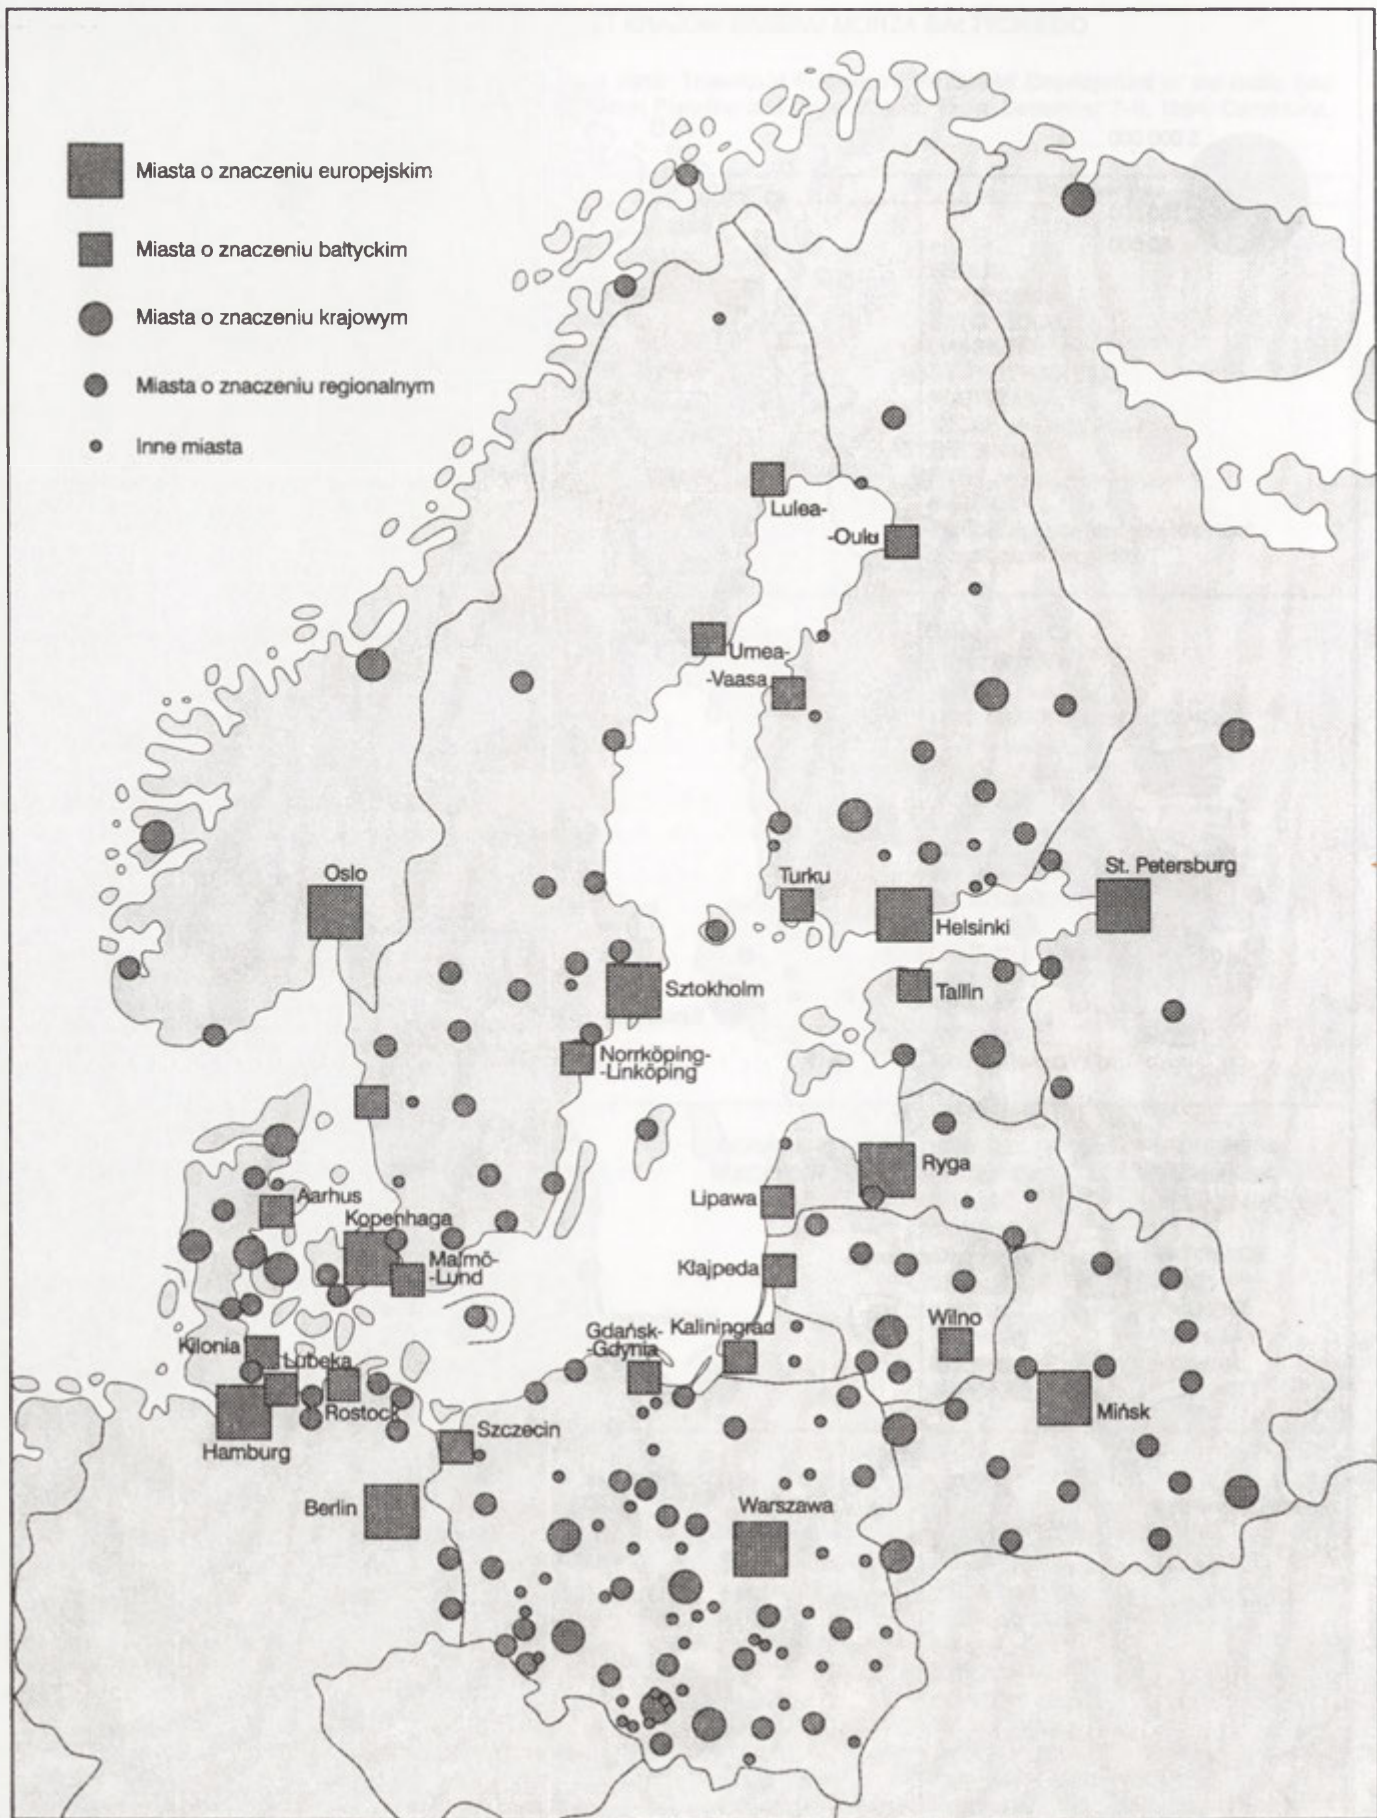 Miasta o znaczeniu europejskim
Miasta o znaczeniu bałtyckim
Miasta o znaczeniu krajowym
Miasta o znaczeniu regionalnym
Inne miasta
Lulea-
-Oulu
Umea-
-Vaasa
Oslo
Turku
Helsinki
St. Petersburg
Sztokholm
Tallin
Norrköping-
-Linköping
Ryga
Lipawa
Aarhus
Kopenhaga
Malmö-
-Lund
Kłajpeda
Kilonia
Lubeka
Gdańsk-
-Gdynia
Kaliningrad
Wilno
Rostock
Hamburg
Szczecin
Mińsk
Berlin
Warszawa